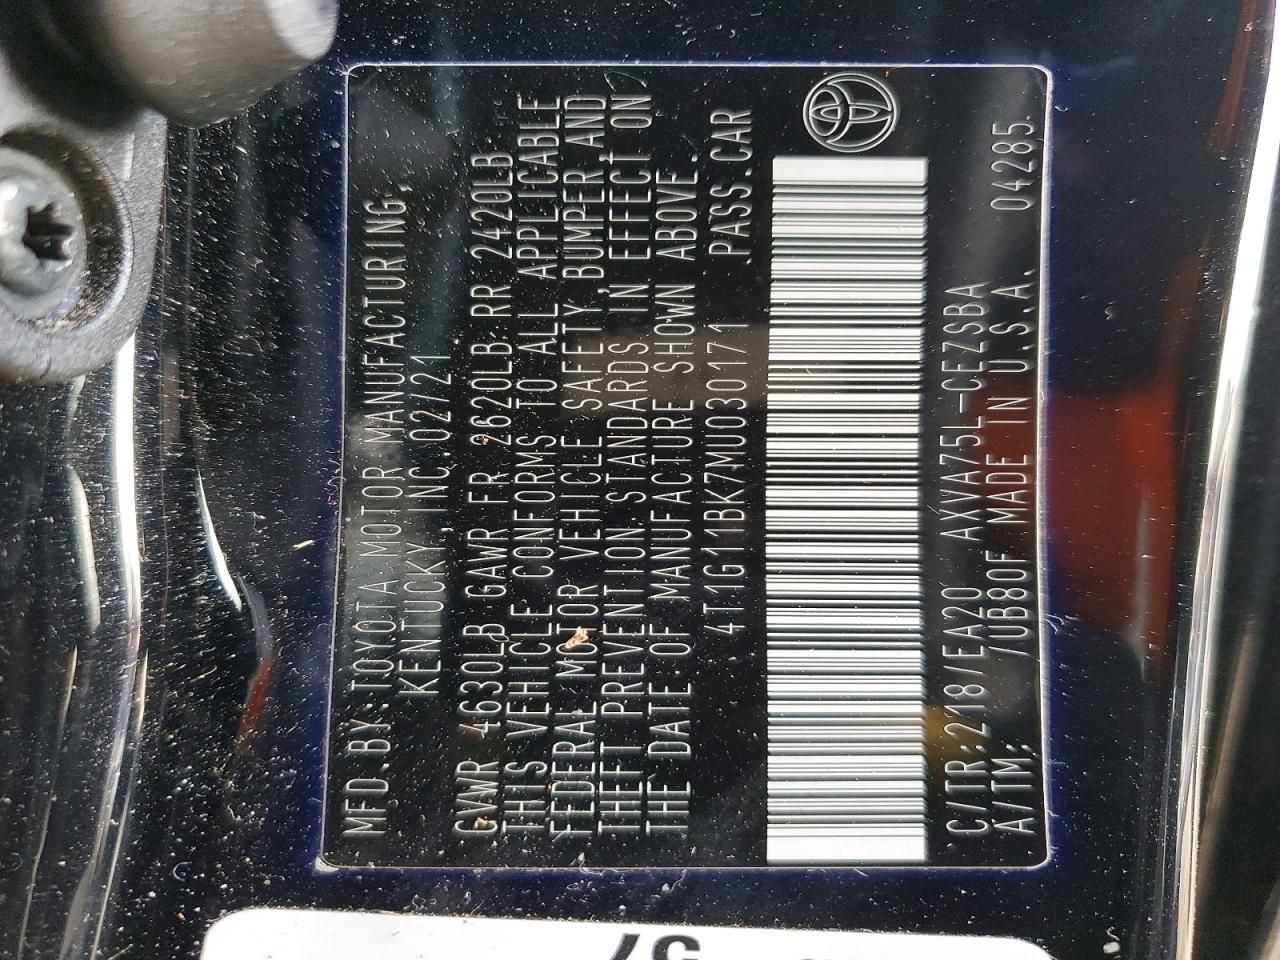 MFD.BY:TOYOTA MOTOR MANUFACTURING,
KENTUCKY, INC.02/21
GVWR 4630LB GAWR FR 2620LB RR 2420LB
THIS VEHICLE CONFORMS TO ALL APPLICABLE
FEDERAL MOTOR VEHICLE SAFETY, BUMPER, AND
THEFT PREVENTION STANDARDS IN EFFECT ON
THE DATE OF MANUFACTURE SHOWN ABOVE.
4T1G11BK7MU030171 PASS.CAR
C/TR:218/EA20 AXVA75L-CEZSBA
A/TM: /UB80F MADE IN U.S.A. 04285
57